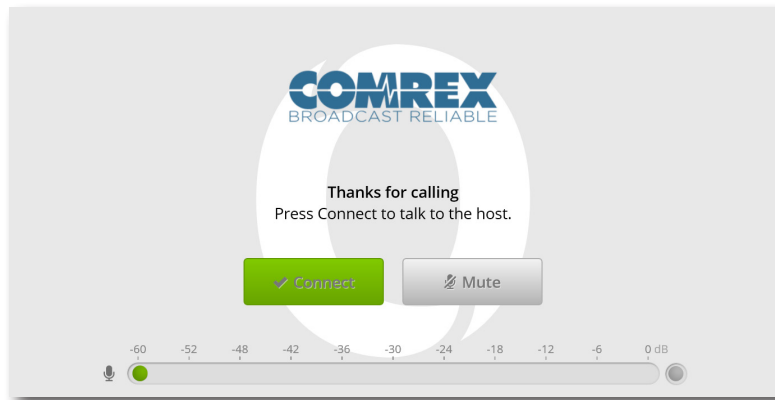 COMREX
BROADCAST RELIABLE
Thanks for calling
Press Connect to talk to the host.
Connect
Mute
-60 -52 -48 -42 -36 -30 -24 -18 -12 -6 0 dB